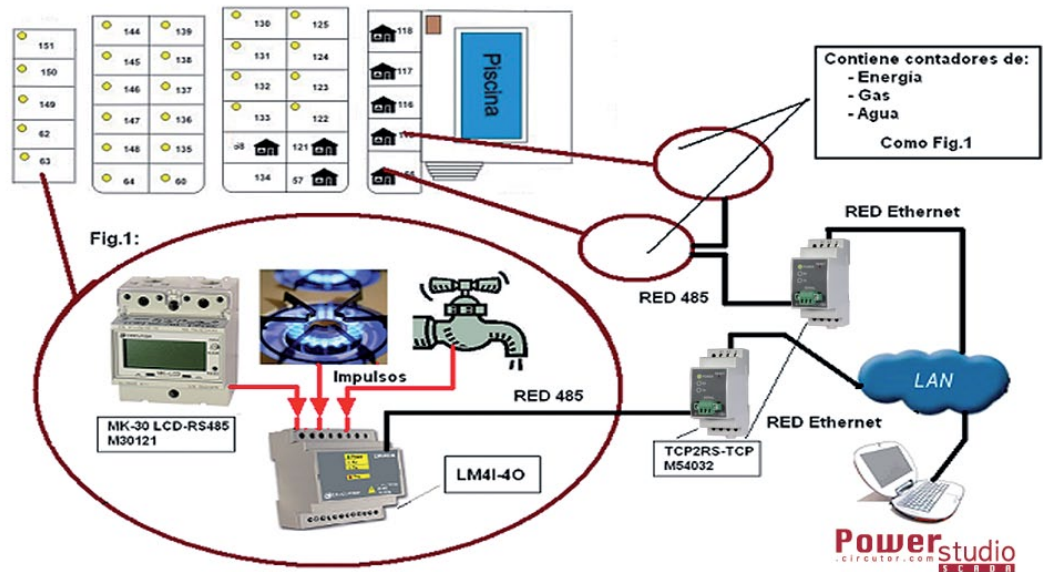 151
150
149
62
63
144 139
145 138
146 137
147 136
148 135
64 60
130 125
131 124
132 123
133 122
121
134 57
118
117
116
Piscina
Contiene contadores de:
- Energía
- Gas
- Agua
Como Fig.1
RED Ethernet
RED 485
Fig.1:
Impulsos
RED 485
MK-30 LCD-RS485
M30121
LM4I-4O
TCP2RS-TCP
M54032
RED Ethernet
LAN
Power studio
.circutor.com
SCADA